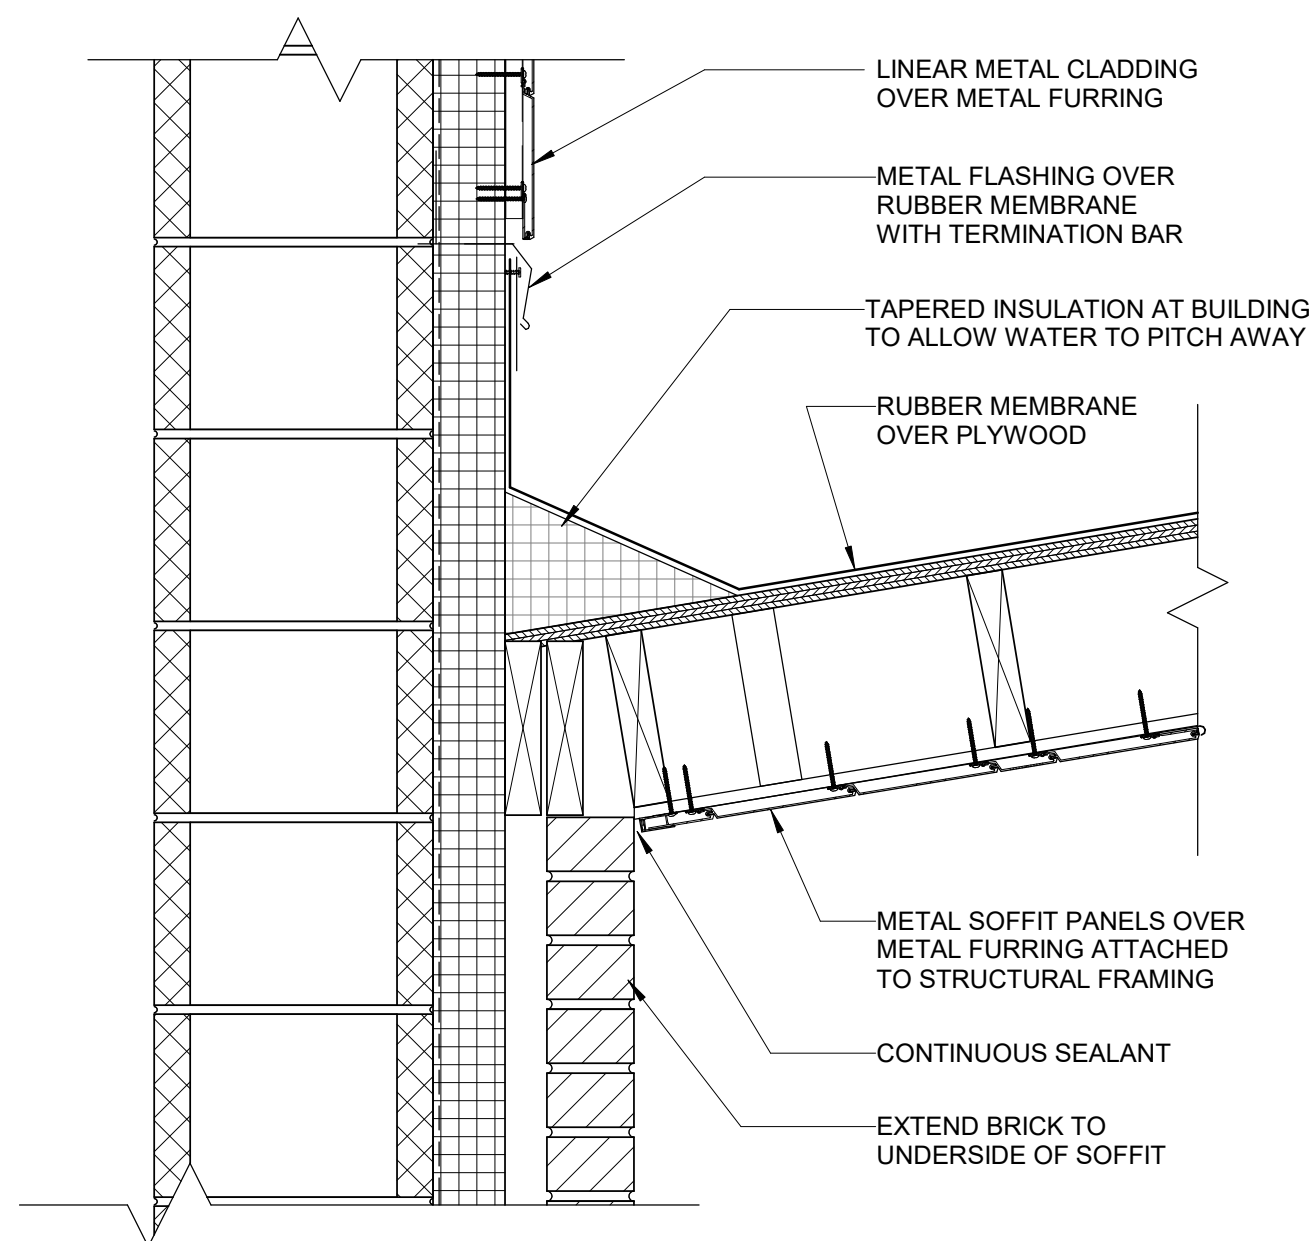 LINEAR METAL CLADDING
OVER METAL FURRING
METAL FLASHING OVER
RUBBER MEMBRANE
WITH TERMINATION BAR
TAPERED INSULATION AT BUILDING
TO ALLOW WATER TO PITCH AWAY
RUBBER MEMBRANE
OVER PLYWOOD
METAL SOFFIT PANELS OVER
METAL FURRING ATTACHED
TO STRUCTURAL FRAMING
CONTINUOUS SEALANT
EXTEND BRICK TO
UNDERSIDE OF SOFFIT